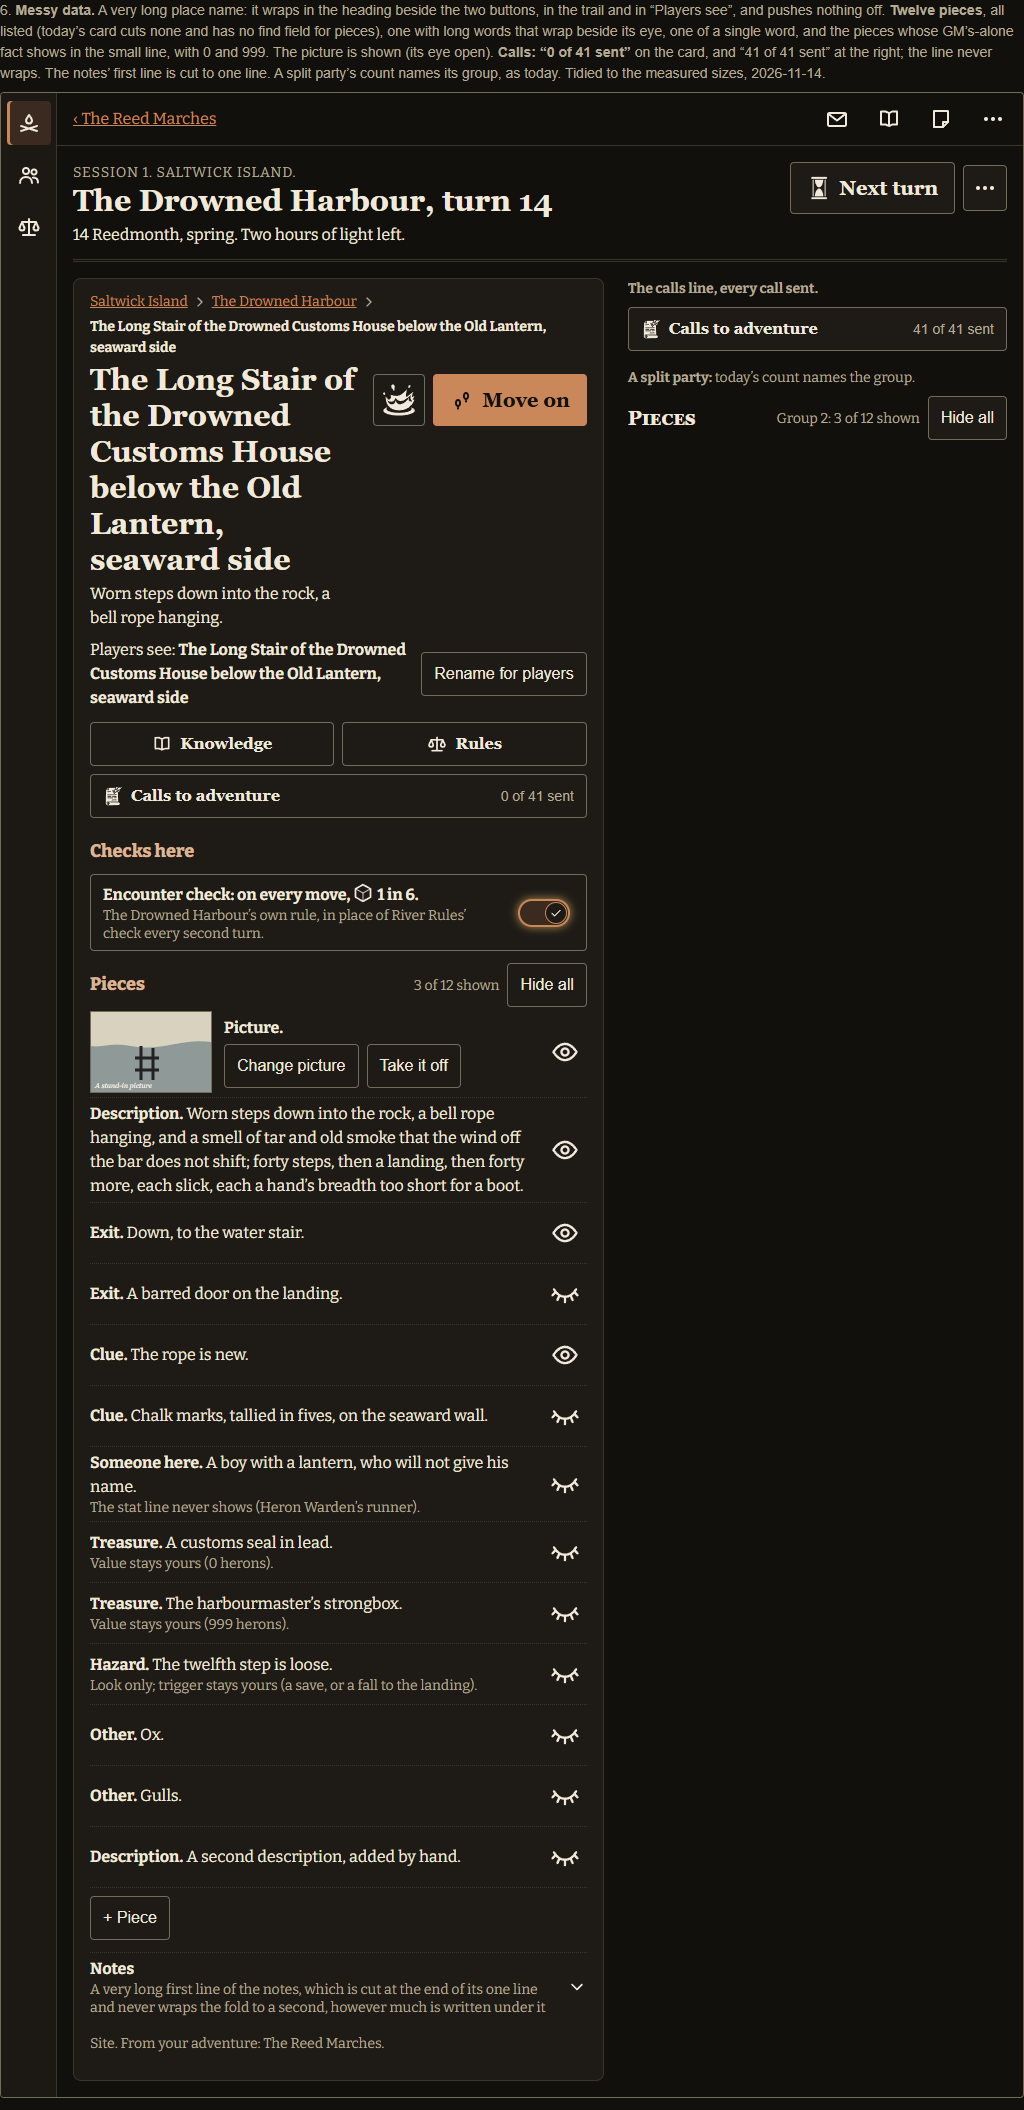 6. Messy data. A very long place name: it wraps in the heading beside the two buttons, in the trail and in “Players see”, and pushes nothing off. Twelve pieces, all
listed (today’s card cuts none and has no find field for pieces), one with long words that wrap beside its eye, one of a single word, and the pieces whose GM’s-alone
fact shows in the small line, with 0 and 999. The picture is shown (its eye open). Calls: “0 of 41 sent” on the card, and “41 of 41 sent” at the right; the line never
wraps. The notes’ first line is cut to one line. A split party’s count names its group, as today. Tidied to the measured sizes, 2026-11-14.
‹ The Reed Marches
SESSION 1. SALTWICK ISLAND.
The Drowned Harbour, turn 14
14 Reedmonth, spring. Two hours of light left.
Next turn
Saltwick Island > The Drowned Harbour >
The Long Stair of the Drowned Customs House below the Old Lantern,
seaward side
The Long Stair of
the Drowned
Customs House
below the Old
Lantern,
seaward side
Move on
Worn steps down into the rock, a
bell rope hanging.
Players see: The Long Stair of the Drowned
Customs House below the Old Lantern,
seaward side
Rename for players
Knowledge
Rules
Calls to adventure
0 of 41 sent
Checks here
Encounter check: on every move, 1 in 6.
The Drowned Harbour’s own rule, in place of River Rules’
check every second turn.
Pieces
3 of 12 shown
Hide all
A stand-in picture
Picture.
Change picture
Take it off
Description. Worn steps down into the rock, a bell rope
hanging, and a smell of tar and old smoke that the wind off
the bar does not shift; forty steps, then a landing, then forty
more, each slick, each a hand’s breadth too short for a boot.
Exit. Down, to the water stair.
Exit. A barred door on the landing.
Clue. The rope is new.
Clue. Chalk marks, tallied in fives, on the seaward wall.
Someone here. A boy with a lantern, who will not give his
name.
The stat line never shows (Heron Warden’s runner).
Treasure. A customs seal in lead.
Value stays yours (0 herons).
Treasure. The harbourmaster’s strongbox.
Value stays yours (999 herons).
Hazard. The twelfth step is loose.
Look only; trigger stays yours (a save, or a fall to the landing).
Other. Ox.
Other. Gulls.
Description. A second description, added by hand.
+ Piece
Notes
A very long first line of the notes, which is cut at the end of its one line
and never wraps the fold to a second, however much is written under it
Site. From your adventure: The Reed Marches.
The calls line, every call sent.
Calls to adventure
41 of 41 sent
A split party: today’s count names the group.
Pieces
Group 2: 3 of 12 shown
Hide all